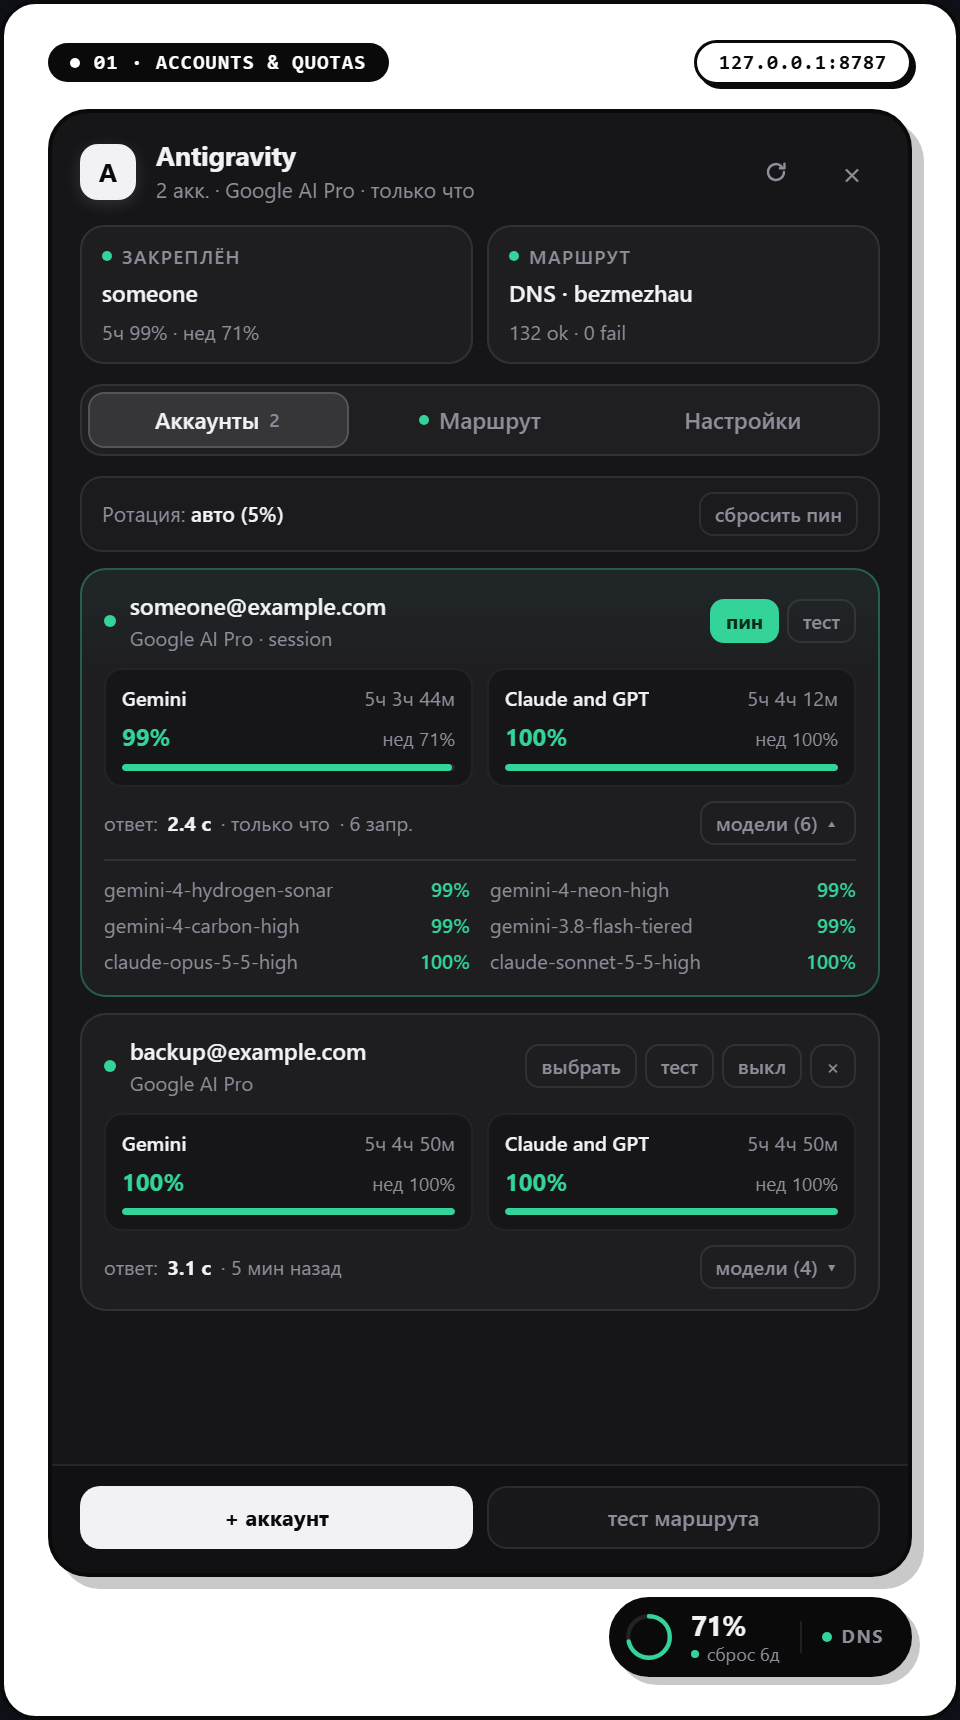 01 · ACCOUNTS & QUOTAS
127.0.0.1:8787
A
Antigravity
2 акк. · Google AI Pro · только что
ЗАКРЕПЛЁН
someone
5ч 99% · нед 71%
МАРШРУТ
DNS · bezmezhau
132 ok · 0 fail
Аккаунты 2
Маршрут
Настройки
Ротация: авто (5%)
сбросить пин
someone@example.com
Google AI Pro · session
пин
тест
Gemini
5ч 3ч 44м
99%
нед 71%
Claude and GPT
5ч 4ч 12м
100%
нед 100%
ответ: 2.4 с · только что · 6 запр.
модели (6) ▴
gemini-4-hydrogen-sonar 99%
gemini-4-neon-high 99%
gemini-4-carbon-high 99%
gemini-3.8-flash-tiered 99%
claude-opus-5-5-high 100%
claude-sonnet-5-5-high 100%
backup@example.com
Google AI Pro
выбрать
тест
выкл
×
Gemini
5ч 4ч 50м
100%
нед 100%
Claude and GPT
5ч 4ч 50м
100%
нед 100%
ответ: 3.1 с · 5 мин назад
модели (4) ▾
+ аккаунт
тест маршрута
71%
сброс 6д
DNS